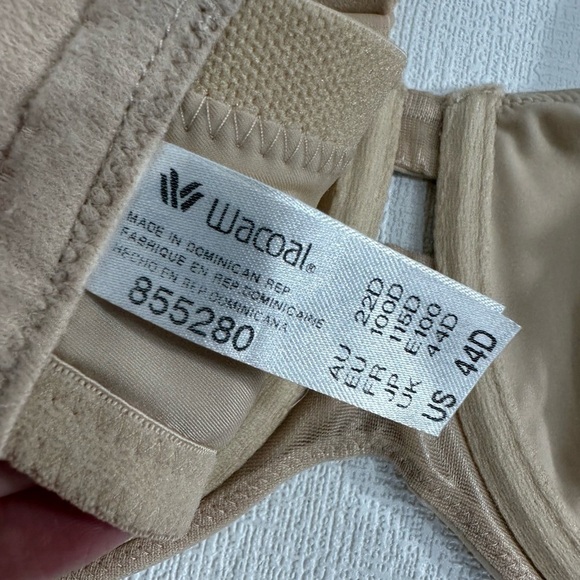 wacoal®
MADE IN DOMINICAN REP.
FABRIQUE EN REP. DOMINICAINE
HECHO EN REP. DOMINICANA
855280
AU 22D
EU 100D
FR 115D
JP E100
UK 44D
US 44D